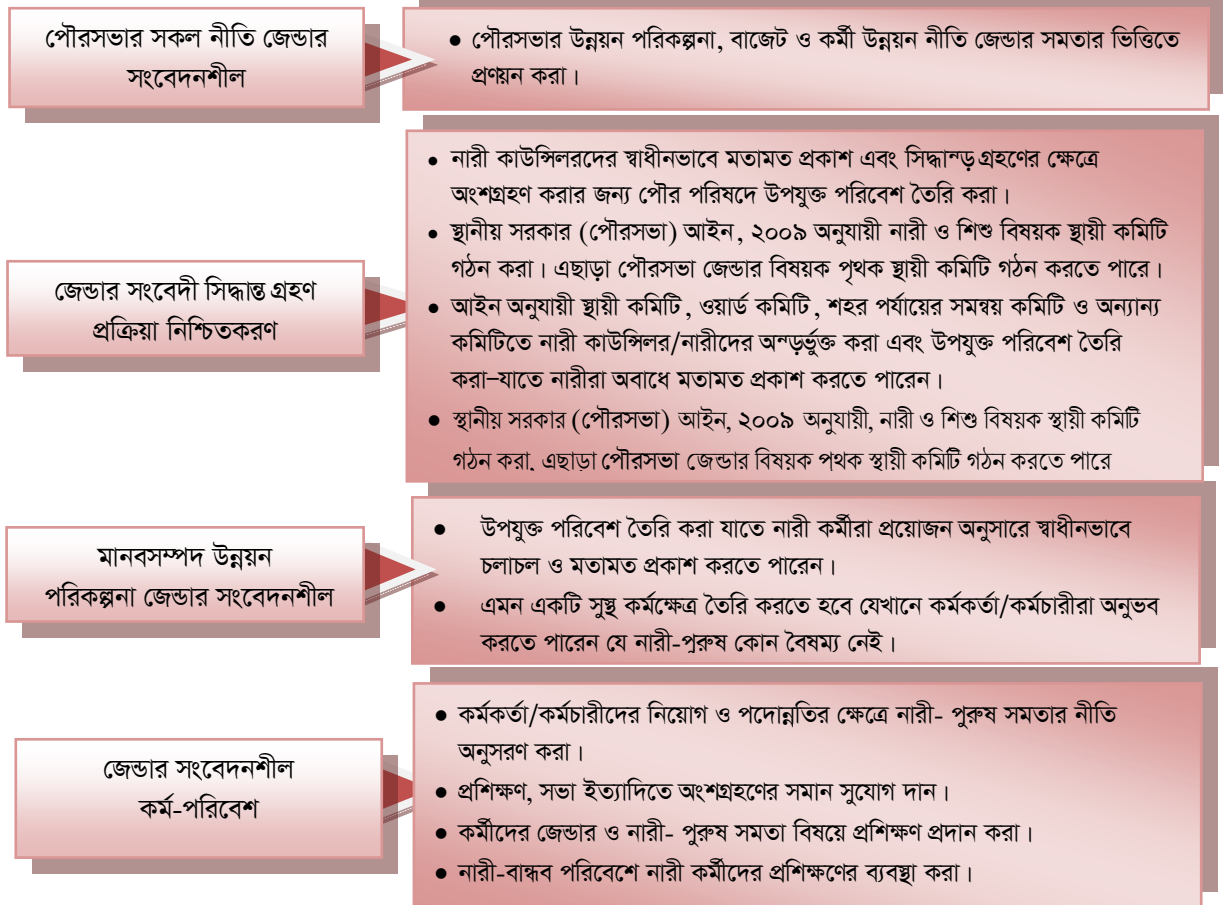 পৌরসভার সকল নীতি জেন্ডার
সংবেদনশীল
● পৌরসভার উন্নয়ন পরিকল্পনা, বাজেট ও কর্মী উন্নয়ন নীতি জেন্ডার সমতার ভিত্তিতে
প্রণয়ন করা।
জেন্ডার সংবেদী সিদ্ধান্ত গ্রহণ
প্রক্রিয়া নিশ্চিতকরণ
● নারী কাউন্সিলরদের স্বাধীনভাবে মতামত প্রকাশ এবং সিদ্ধান্ড় গ্রহণের ক্ষেত্রে
অংশগ্রহণ করার জন্য পৌর পরিষদে উপযুক্ত পরিবেশ তৈরি করা।
● স্থানীয় সরকার (পৌরসভা) আইন, ২০০৯ অনুযায়ী নারী ও শিশু বিষয়ক স্থায়ী কমিটি
গঠন করা। এছাড়া পৌরসভা জেন্ডার বিষয়ক পৃথক স্থায়ী কমিটি গঠন করতে পারে।
● আইন অনুযায়ী স্থায়ী কমিটি, ওয়ার্ড কমিটি, শহর পর্যায়ের সমন্বয় কমিটি ও অন্যান্য
কমিটিতে নারী কাউন্সিলর/নারীদের অন্ড়র্ভুক্ত করা এবং উপযুক্ত পরিবেশ তৈরি
করা–যাতে নারীরা অবাধে মতামত প্রকাশ করতে পারেন।
● স্থানীয় সরকার (পৌরসভা) আইন, ২০০৯ অনুযায়ী, নারী ও শিশু বিষয়ক স্থায়ী কমিটি
গঠন করা, এছাড়া পৌরসভা জেন্ডার বিষয়ক পৃথক স্থায়ী কমিটি গঠন করতে পারে
মানবসম্পদ উন্নয়ন
পরিকল্পনা জেন্ডার সংবেদনশীল
● উপযুক্ত পরিবেশ তৈরি করা যাতে নারী কর্মীরা প্রয়োজন অনুসারে স্বাধীনভাবে
চলাচল ও মতামত প্রকাশ করতে পারেন।
● এমন একটি সুষ্ঠ কর্মক্ষেত্র তৈরি করতে হবে যেখানে কর্মকর্তা/কর্মচারীরা অনুভব
করতে পারেন যে নারী-পুরুষ কোন বৈষম্য নেই।
জেন্ডার সংবেদনশীল
কর্ম-পরিবেশ
● কর্মকর্তা/কর্মচারীদের নিয়োগ ও পদোন্নতির ক্ষেত্রে নারী- পুরুষ সমতার নীতি
অনুসরণ করা।
● প্রশিক্ষণ, সভা ইত্যাদিতে অংশগ্রহণের সমান সুযোগ দান।
● কর্মীদের জেন্ডার ও নারী- পুরুষ সমতা বিষয়ে প্রশিক্ষণ প্রদান করা।
● নারী-বান্ধব পরিবেশে নারী কর্মীদের প্রশিক্ষণের ব্যবস্থা করা।